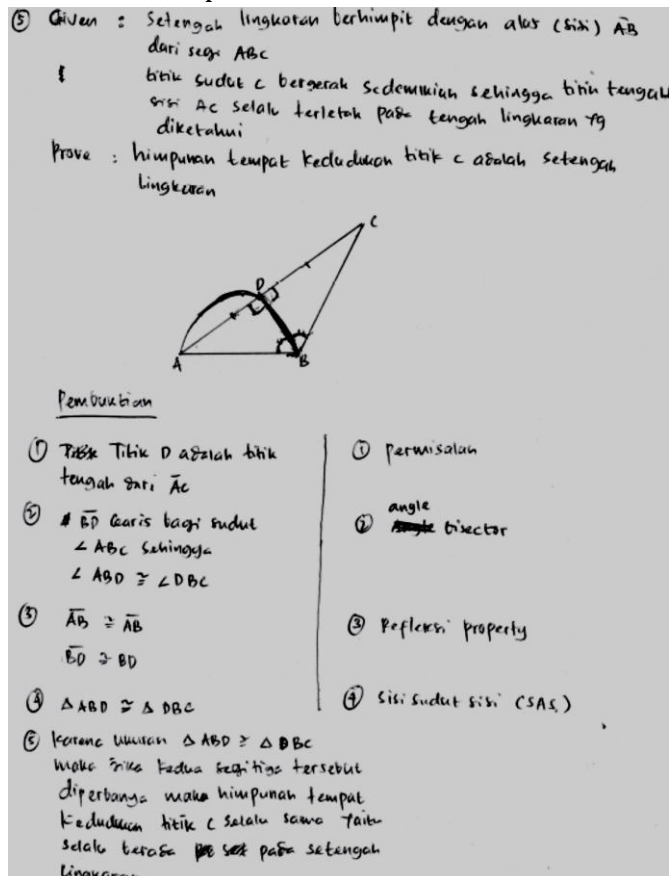 ⑤ Given : Setengah lingkaran berhimpit dengan alas (sisi) AB
dari segi ABC
titik sudut C bergerak sedemikian sehingga titik tengah
sisi AC selalu terletak pada tengah lingkaran yg
diketahui
Prove : himpunan tempat kedudukan titik C adalah setengah
lingkaran
C
D
A
B
Pembuktian
① Titik D adalah titik
tengah dari AC
① Permisalan
② BD Garis bagi sudut
∠ABC sehingga
∠ABD ≅ ∠DBC
② angle
bisector
③ AB ≅ AB
BD ≅ BD
③ Refleksi property
④ △ABD ≅ △DBC
④ Sisi sudut sisi (SAS)
⑤ Karena ukuran △ABD ≅ △DBC
maka jika kedua segitiga tersebut
diperbanya maka himpunan tempat
kedudukan titik C selalu sama yaitu
selalu berada pada setengah
lingkaran